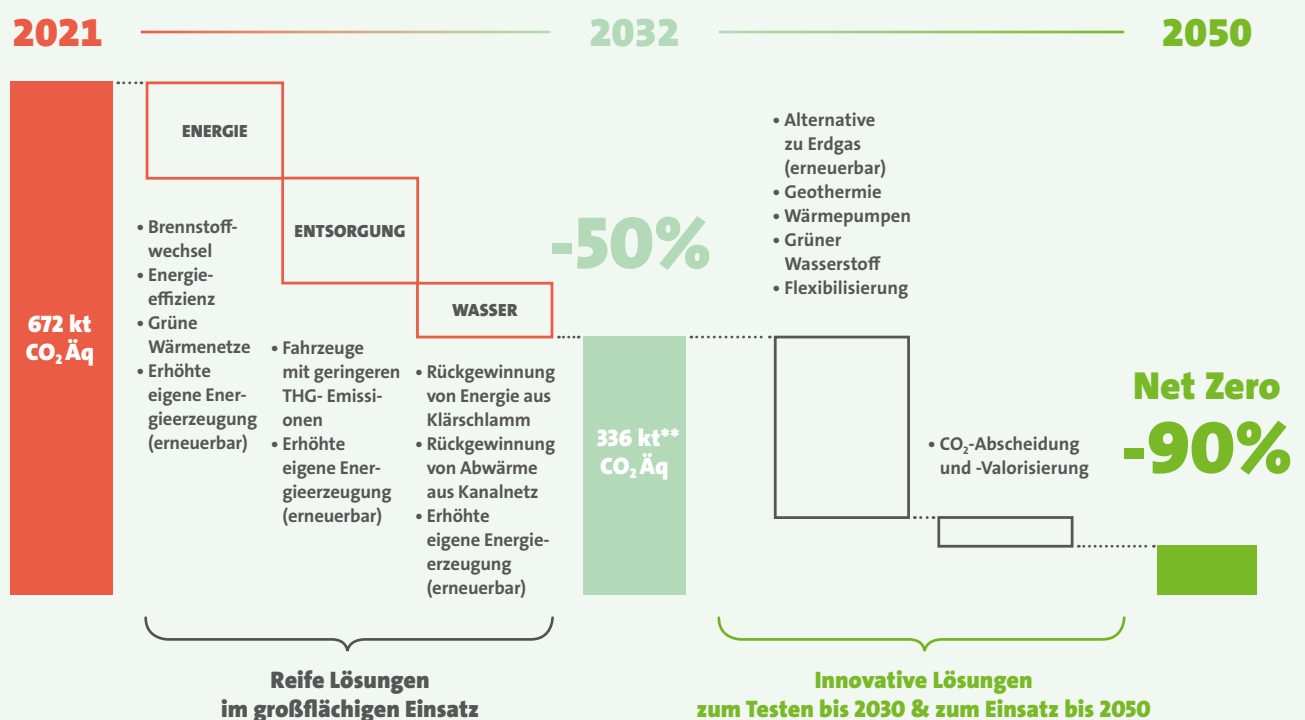 2021
2032
2050
ENERGIE
• Brennstoff-
wechsel
• Energie-
effizienz
• Grüne
Wärmenetze
• Erhöhte
eigene Ener-
gieerzeugung
(erneuerbar)
ENTSORGUNG
• Fahrzeuge
mit geringeren
THG- Emissi-
onen
• Erhöhte
eigene Ener-
gieerzeugung
(erneuerbar)
WASSER
• Rückgewinnung
von Energie aus
Klärschlamm
• Rückgewinnung
von Abwärme
aus Kanalnetz
• Erhöhte
eigene Energie-
erzeugung
(erneuerbar)
672 kt
CO₂ Äq
-50%
336 kt**
CO₂ Äq
• Alternative
zu Erdgas
(erneuerbar)
• Geothermie
• Wärmepumpen
• Grüner
Wasserstoff
• Flexibilisierung
• CO₂-Abscheidung
und -Valorisierung
Net Zero
-90%
Reife Lösungen
im großflächigen Einsatz
Innovative Lösungen
zum Testen bis 2030 & zum Einsatz bis 2050